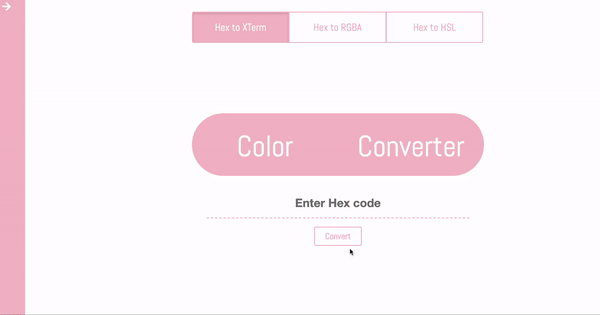 Hex to XTerm Hex to RGBA Hex to HSL
Color Converter
Enter Hex code
Convert